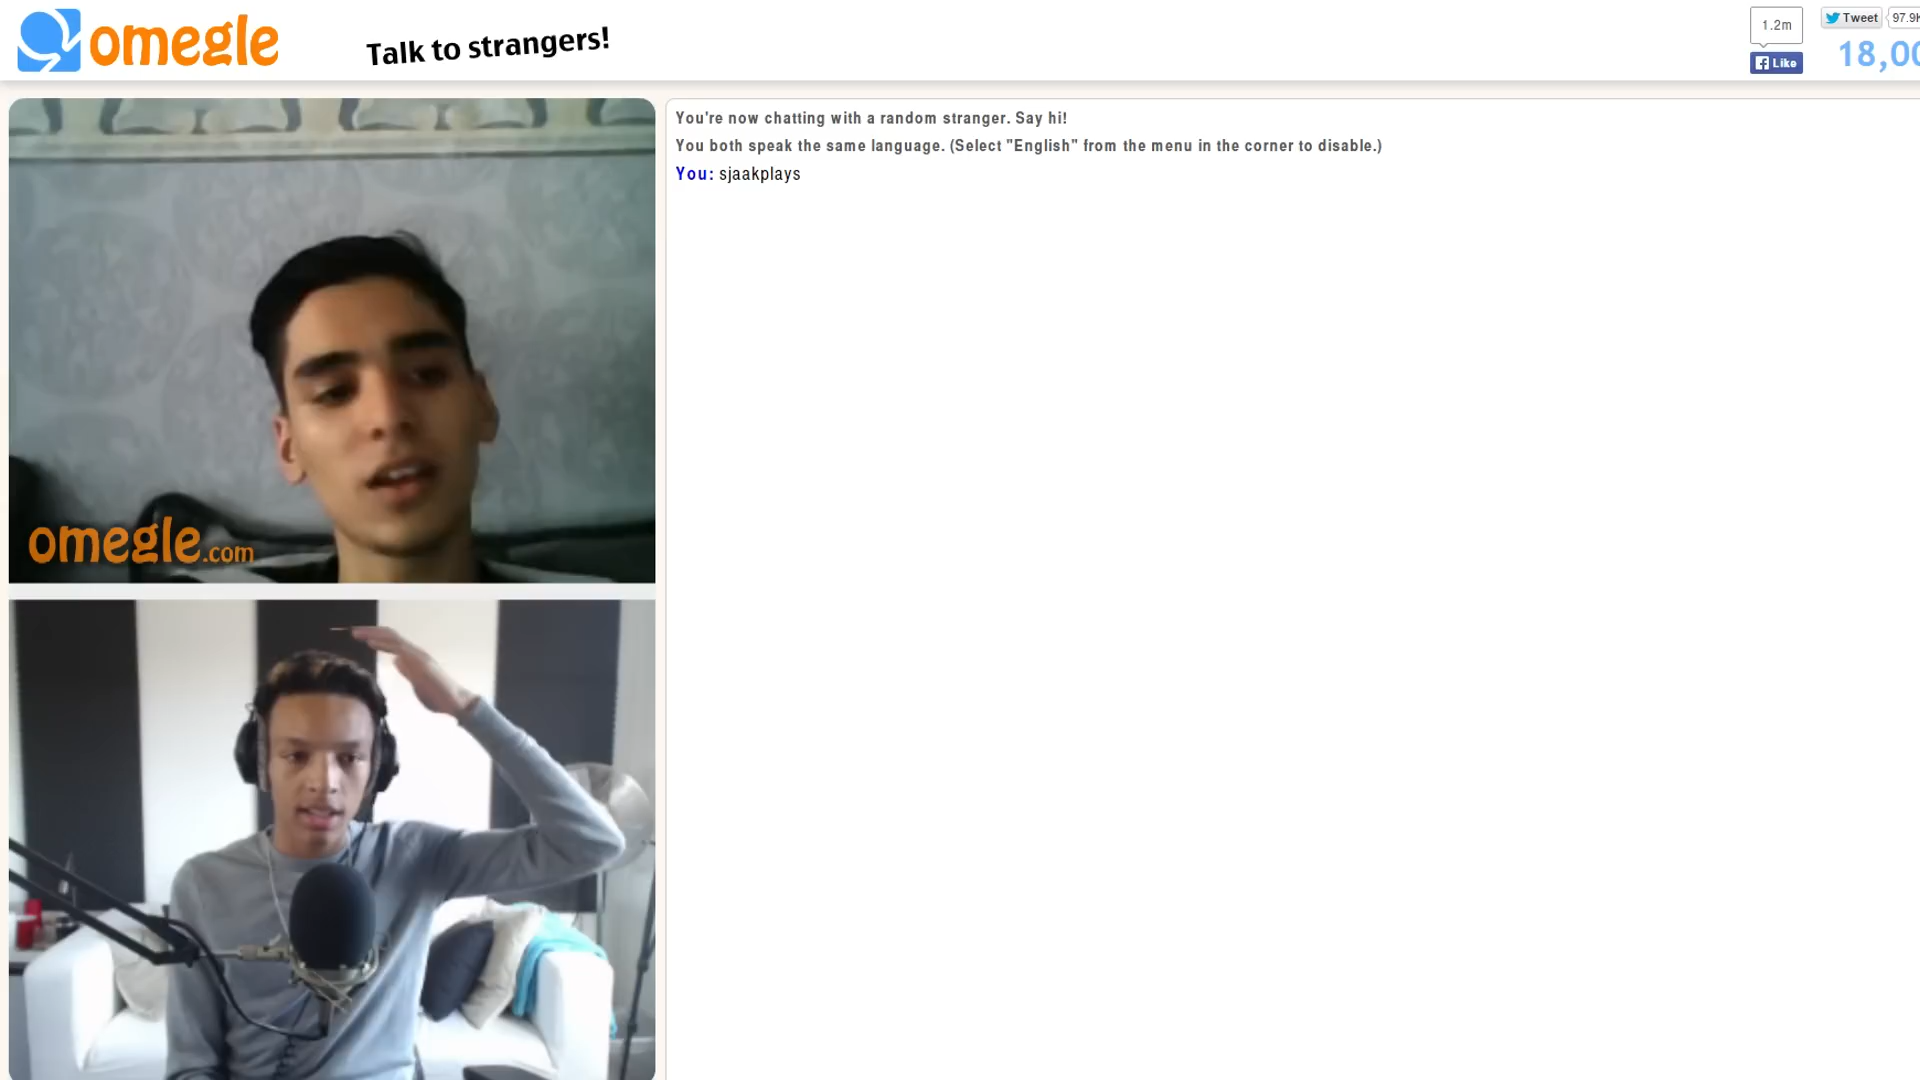 omegle
Talk to strangers!
1.2m
Like
Tweet
97.9K
18,00
You're now chatting with a random stranger. Say hi!
You both speak the same language. (Select "English" from the menu in the corner to disable.)
You: sjaakplays
omegle.com